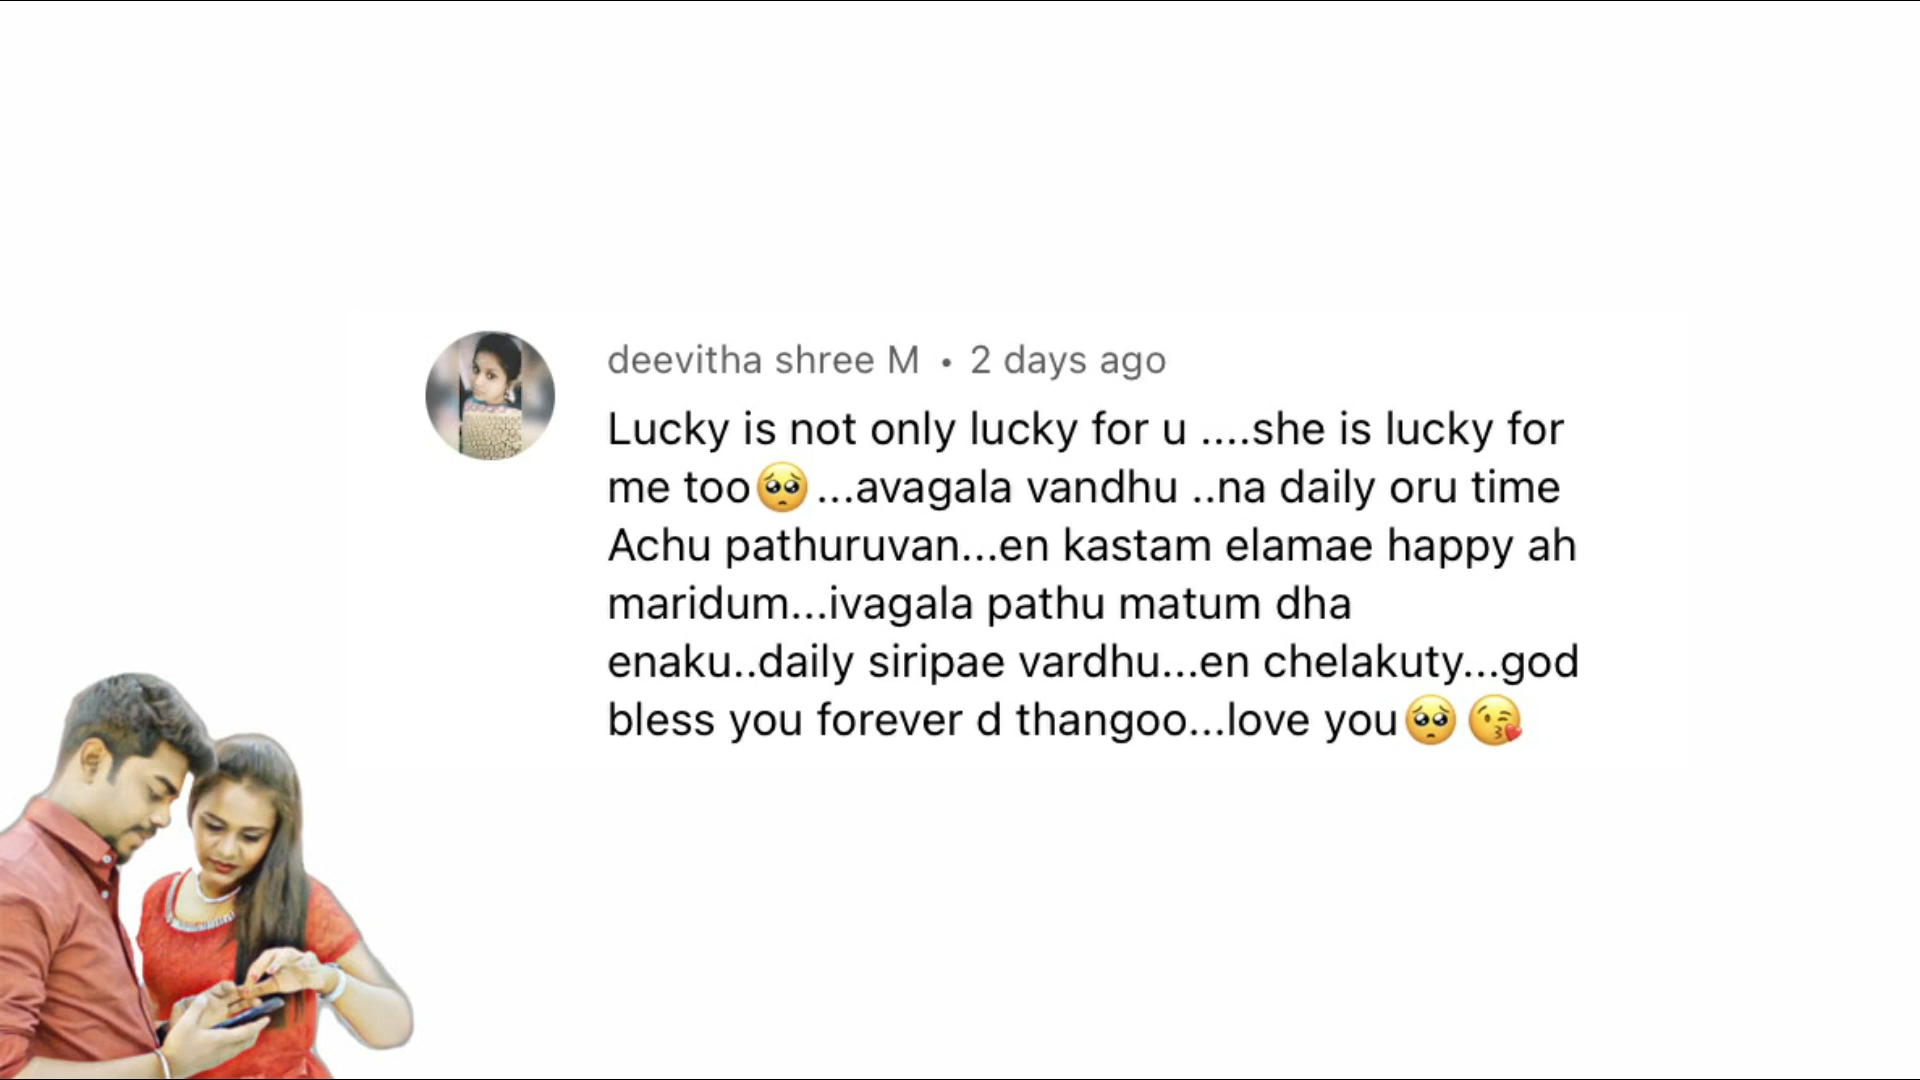 deevitha shree M • 2 days ago
Lucky is not only lucky for u ....she is lucky for
me too🥺...avagala vandhu ..na daily oru time
Achu pathuruvan...en kastam elamae happy ah
maridum...ivagala pathu matum dha
enaku..daily siripae vardhu...en chelakuty...god
bless you forever d thangoo...love you🥺😘